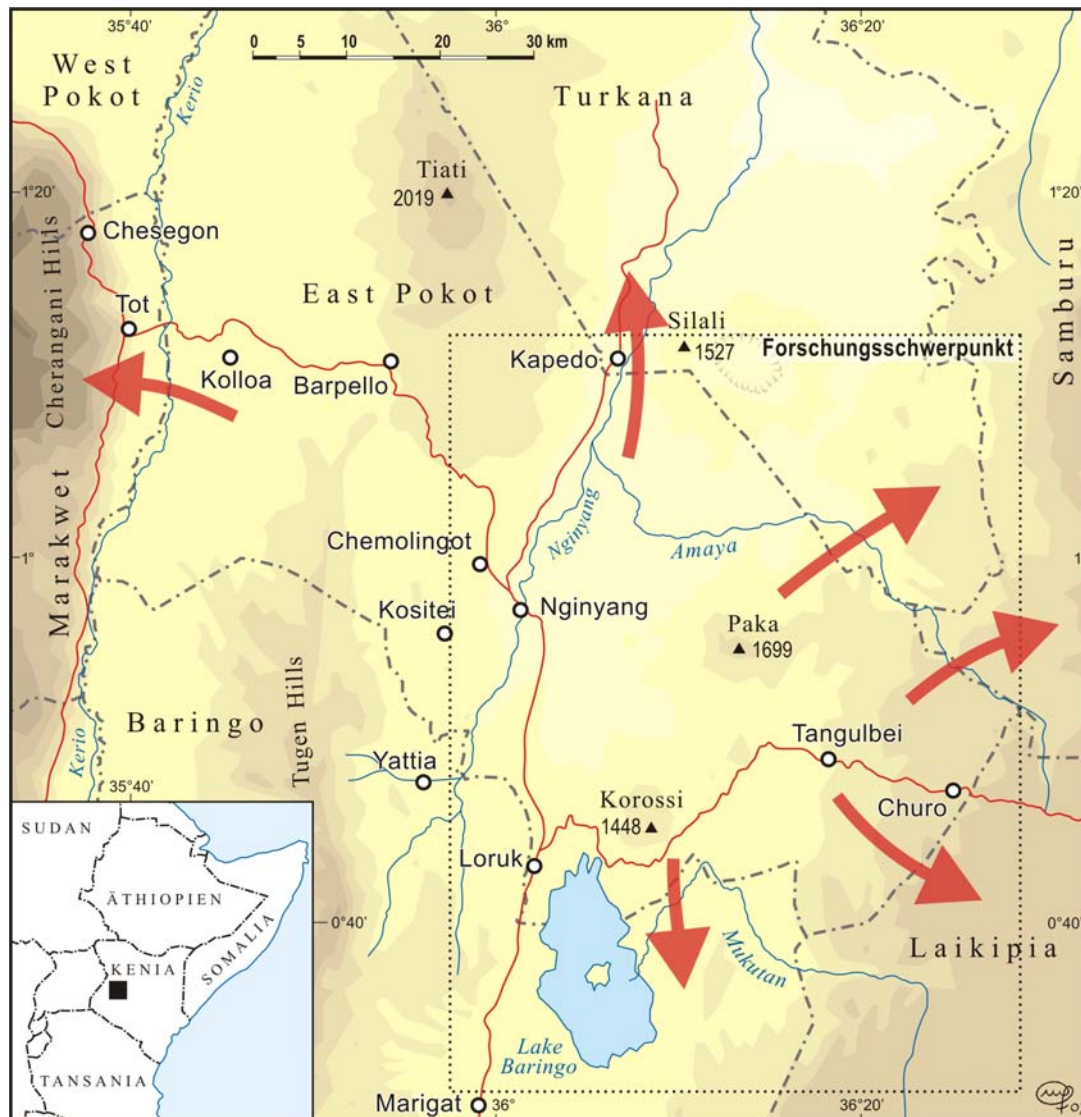 35°40'
36°
36°20'
0 5 10 15 20 30 km
West
Pokot
Kerio
Turkana
Tiati
2019
1°20'
1°20'
Chesegon
Cherangani Hills
Samburu
East Pokot
Tot
Silali
1527
Forschungsschwerpunkt
Kapedo
Kolloa
Barpello
Marakwet
Nginyang
Amaya
Chemolingot
1°
1°
Kositei
Nginyang
Paka
1699
Baringo
Tugen Hills
Kerio
Tangulbei
Yattia
35°40'
Korossi
1448
Churo
Loruk
SUDAN
ÄTHIOPIEN
SOMALIA
KENIA
TANSANIA
0°40'
0°40'
Laikipia
Mukutan
Lake
Baringo
Marigat
36°
36°20'